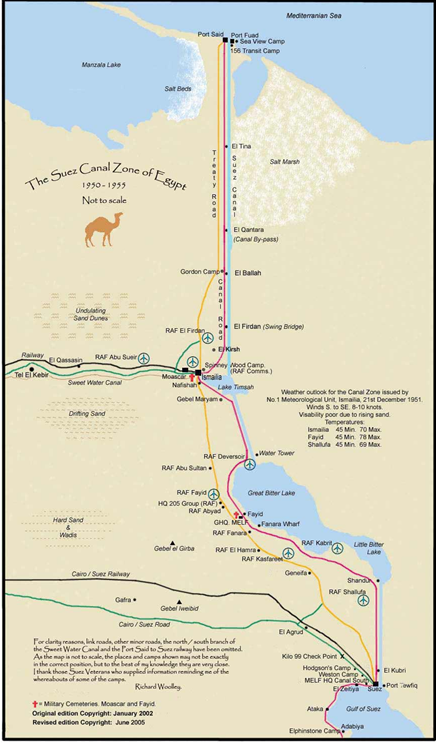 Mediterranean Sea
Port Said
Port Fuad
Sea View Camp
156 Transit Camp
Manzala Lake
Salt Beds
El Tina
Salt Marsh
Treaty Road
Suez Canal
The Suez Canal Zone of Egypt
1950 - 1955
Not to scale
El Qantara
(Canal By-pass)
Gordon Camp
El Ballah
Canal Road
Undulating
Sand Dunes
El Firdan (Swing Bridge)
RAF El Firdan
El Kirsh
Railway
El Qassasin
RAF Abu Sueir
Spinney Wood Camp.
(RAF Comms.)
Tel El Kebir
Moascar
Ismailia
Sweet Water Canal
Nafishah
Lake Timsah
Gebel Maryam
Weather outlook for the Canal Zone issued by
No.1 Meteorological Unit, Ismailia, 21st December 1951.
Winds S. to SE. 8-10 knots.
Visability poor due to rising sand.
Temperatures:
Ismailia 45 Min. 70 Max.
Fayid 45 Min. 78 Max.
Shallufa 45 Min. 69 Max.
Drifting Sand
RAF Deversoir
Water Tower
RAF Abu Sultan
RAF Fayid
Great Bitter Lake
HQ 205 Group (RAF)
RAF Abyad
Fayid
GHQ. MELF
Fanara Wharf
RAF Fanara
Hard Sand
&
Wadis
Gebel el Girba
RAF El Hamra
RAF Kabrit
Little Bitter
Lake
RAF Kasfareet
Geneifa
Cairo / Suez Railway
Shandur
RAF Shallufa
Gafra
Gebel Iweibid
Cairo / Suez Road
El Agrud
Kilo 99 Check Point
Hodgson's Camp
Weston Camp
MELF HQ Canal South
El Kubri
El Zeitiya
Suez
Port Tewfiq
Ataka
Gulf of Suez
Adabiya
Elphinstone Camp
For clarity reasons, link roads, other minor roads, the north / south branch of
the Sweet Water Canal and the Port Said to Suez railway have been omitted.
As the map is not to scale, the places and camps shown may not be exactly
in the correct position, but to the best of my knowledge they are very close.
I thank those Suez Veterans who supplied information reminding me of the
whereabouts of some of the camps.
Richard Woolley.
= Military Cemeteries. Moascar and Fayid.
Original edition Copyright: January 2002
Revised edition Copyright: June 2005